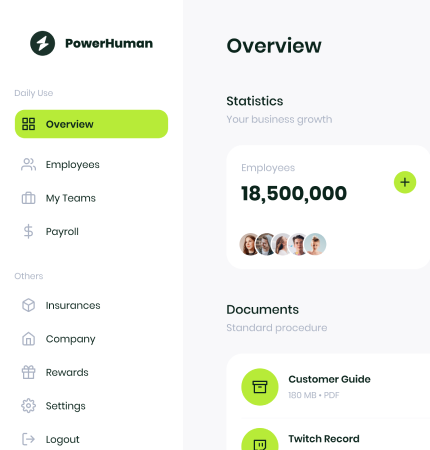 PowerHuman
Daily Use
Overview
Employees
My Teams
Payroll
Others
Insurances
Company
Rewards
Settings
Logout
Overview
Statistics
Your business growth
Employees
18,500,000
Documents
Standard procedure
Customer Guide
180 MB • PDF
Twitch Record